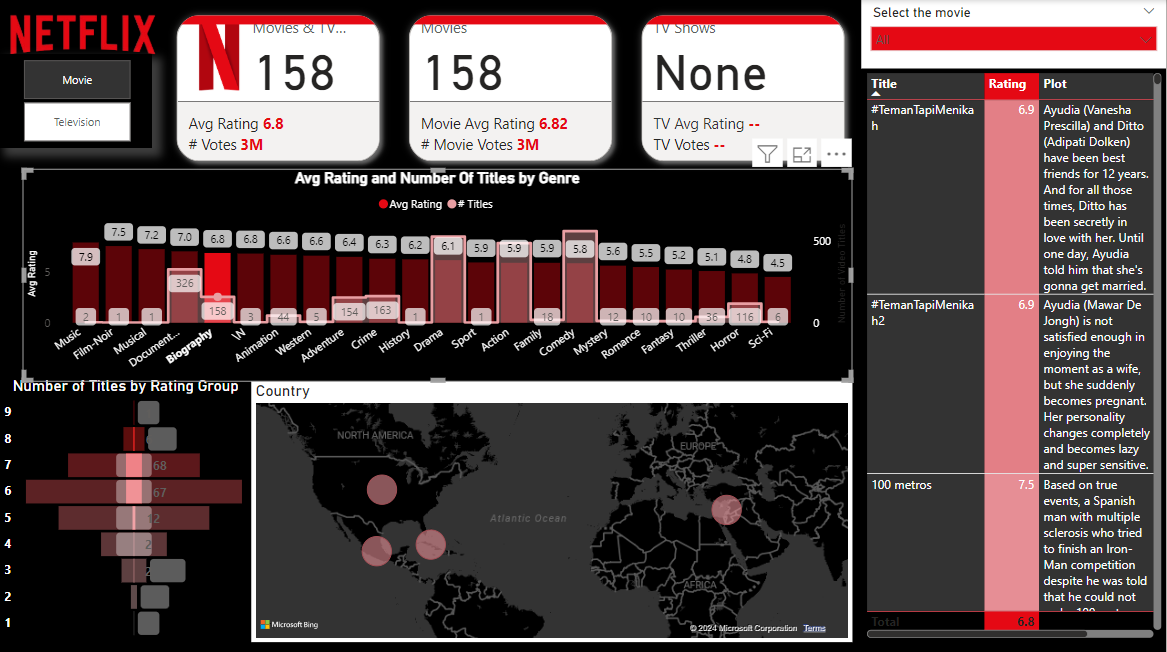 NETFLIX
Movie
Television
Movies & TV...
158
Avg Rating 6.8
# Votes 3M
Movies
158
Movie Avg Rating 6.82
# Movie Votes 3M
TV Shows
None
TV Avg Rating --
TV Votes --
Select the movie
All
Avg Rating and Number Of Titles by Genre
Avg Rating # Titles
Avg Rating
5
0
7.9 7.5 7.2 7.0 6.8 6.8 6.6 6.6 6.4 6.3 6.2 6.1 5.9 5.9 5.9 5.8 5.6 5.5 5.2 5.1 4.8 4.5
2 1 1 326 158 3 44 5 154 163 1 1 18 12 10 10 36 116 6
500
0
Number of Video Titles
Music Film-Noir Musical Document... Biography \N Animation Western Adventure Crime History Drama Sport Action Family Comedy Mystery Romance Fantasy Thriller Horror Sci-Fi
Number of Titles by Rating Group
9
8
7 68
6 67
5 12
4 2
3 2
2
1
Country
NORTH AMERICA
EUROPE
Atlantic Ocean
AFRICA
Microsoft Bing
© 2024 Microsoft Corporation Terms
Title Rating Plot
#TemanTapiMenika
h
6.9
Ayudia (Vanesha
Prescilla) and Ditto
(Adipati Dolken)
have been best
friends for 12 years.
And for all those
times, Ditto has
been secretly in
love with her. Until
one day, Ayudia
told him that she's
gonna get married.
#TemanTapiMenika
h2
6.9
Ayudia (Mawar De
Jongh) is not
satisfied enough in
enjoying the
moment as a wife,
but she suddenly
becomes pregnant.
Her personality
changes completely
and becomes lazy
and super sensitive.
100 metros
7.5
Based on true
events, a Spanish
man with multiple
sclerosis who tried
to finish an Iron-
Man competition
despite he was told
that he could not
Total 6.8